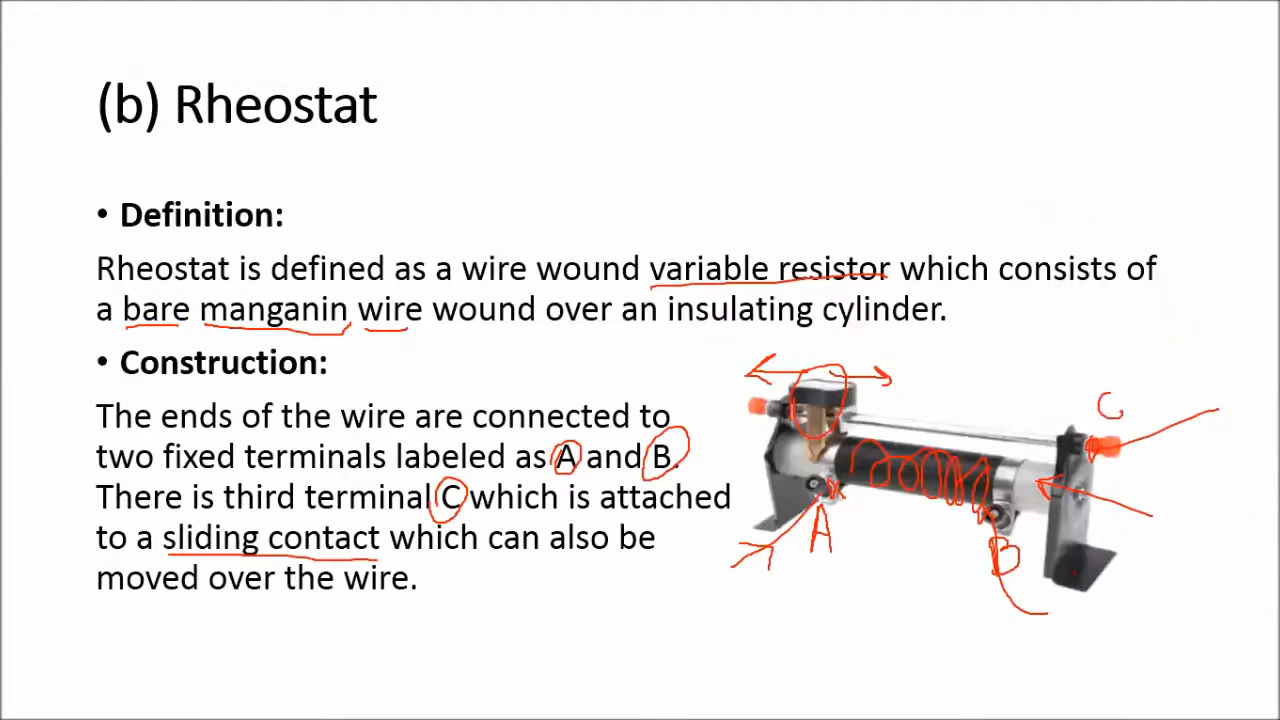 (b) Rheostat
• Definition:
Rheostat is defined as a wire wound variable resistor which consists of
a bare manganin wire wound over an insulating cylinder.
• Construction:
The ends of the wire are connected to
two fixed terminals labeled as A and B.
There is third terminal C which is attached
to a sliding contact which can also be
moved over the wire.
C
A
B